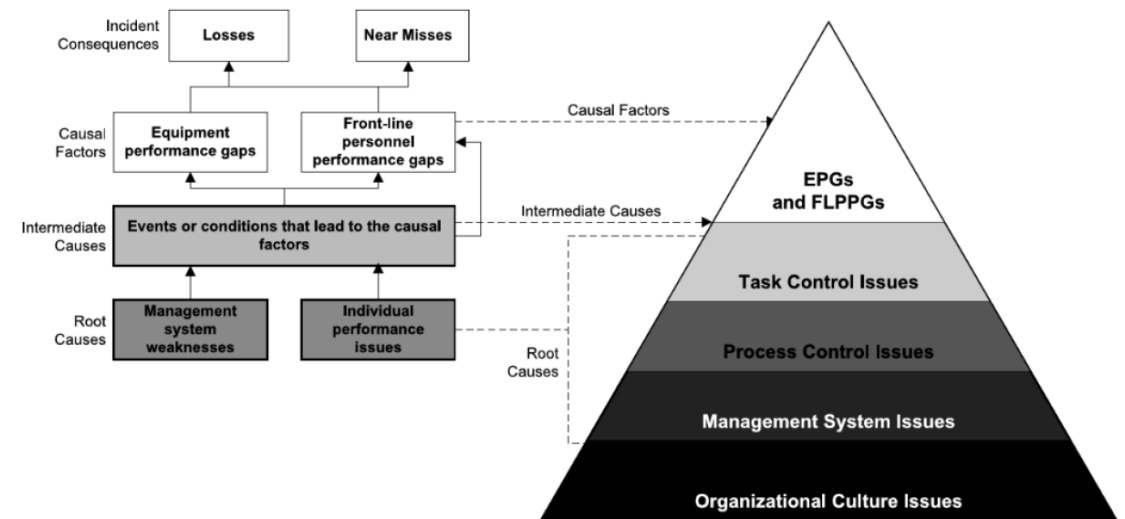 Incident
Consequences
Losses
Near Misses
Causal
Factors
Equipment
performance gaps
Front-line
personnel
performance gaps
Causal Factors
Intermediate
Causes
Events or conditions that lead to the causal
factors
Intermediate Causes
Root
Causes
Management
system
weaknesses
Individual
performance
issues
Root
Causes
EPGs
and FLPPGs
Task Control Issues
Process Control Issues
Management System Issues
Organizational Culture Issues